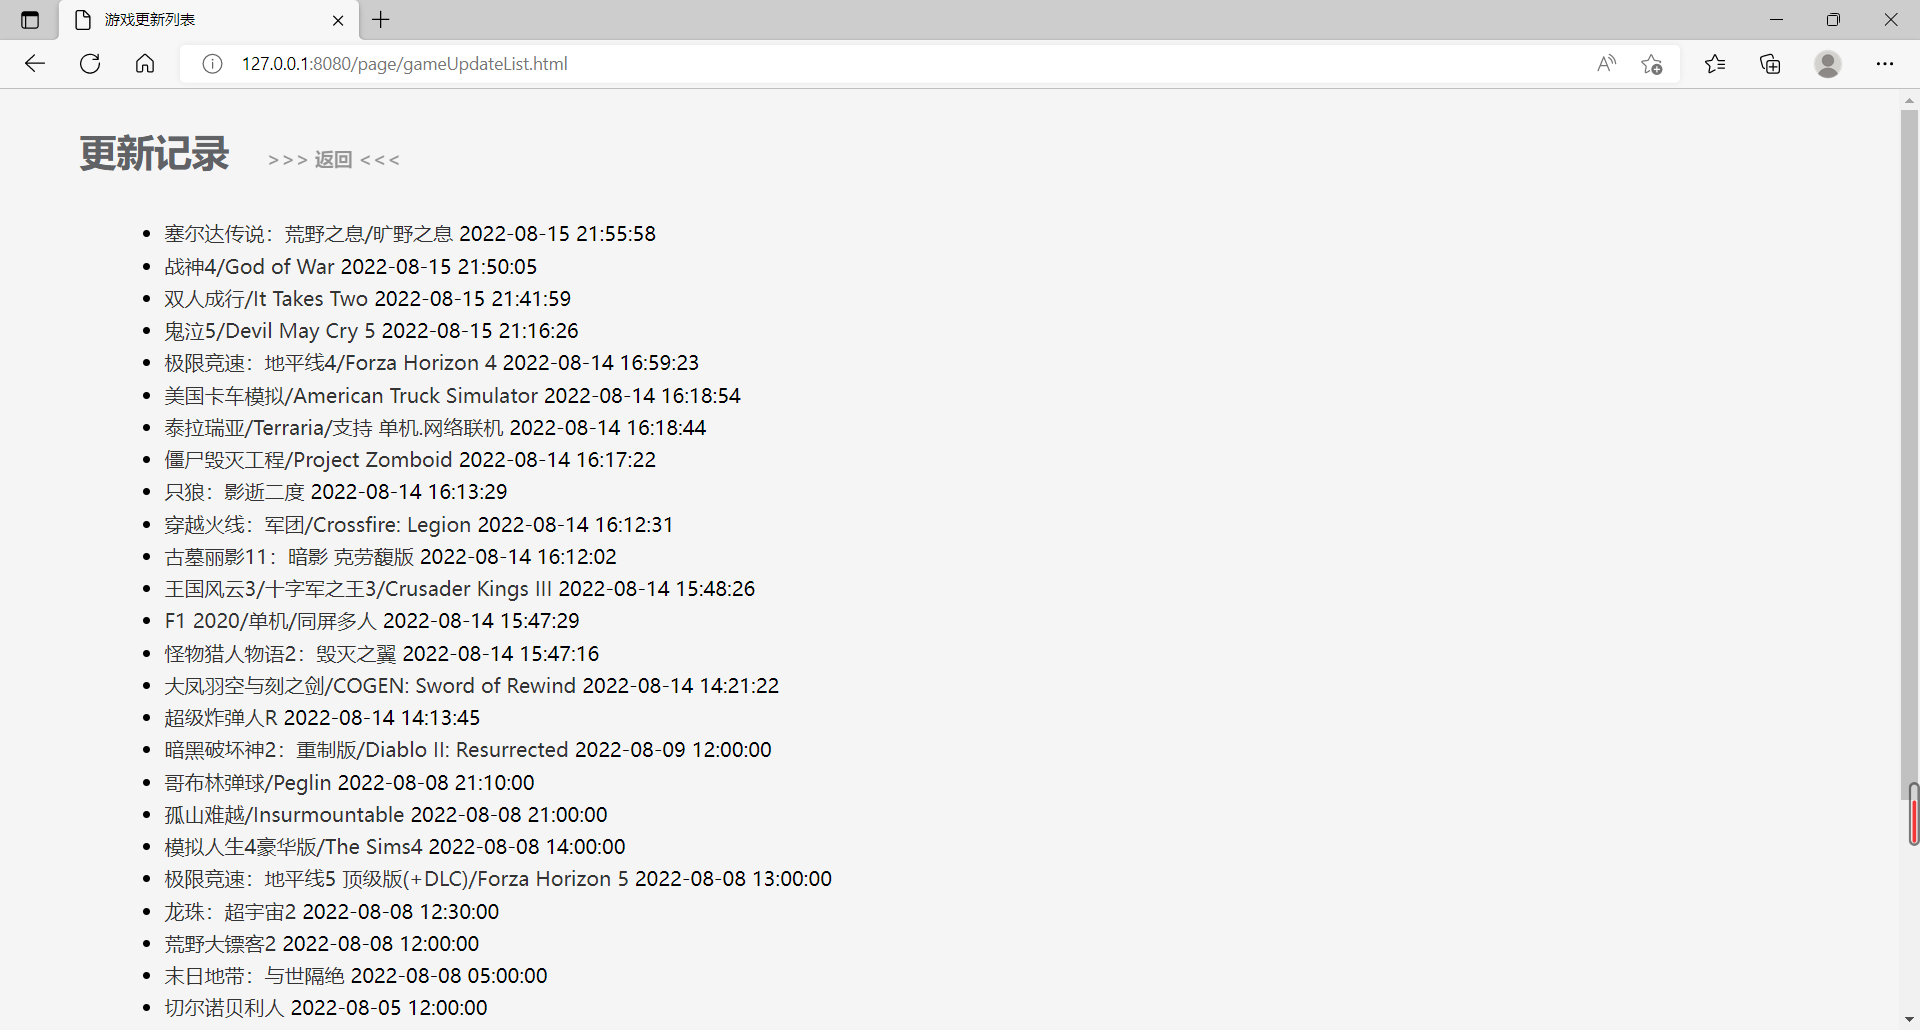 游戏更新列表
127.0.0.1:8080/page/gameUpdateList.html
更新记录 >>> 返回 <<<
塞尔达传说：荒野之息/旷野之息 2022-08-15 21:55:58
战神4/God of War 2022-08-15 21:50:05
双人成行/It Takes Two 2022-08-15 21:41:59
鬼泣5/Devil May Cry 5 2022-08-15 21:16:26
极限竞速：地平线4/Forza Horizon 4 2022-08-14 16:59:23
美国卡车模拟/American Truck Simulator 2022-08-14 16:18:54
泰拉瑞亚/Terraria/支持 单机.网络联机 2022-08-14 16:18:44
僵尸毁灭工程/Project Zomboid 2022-08-14 16:17:22
只狼：影逝二度 2022-08-14 16:13:29
穿越火线：军团/Crossfire: Legion 2022-08-14 16:12:31
古墓丽影11：暗影 克劳馥版 2022-08-14 16:12:02
王国风云3/十字军之王3/Crusader Kings III 2022-08-14 15:48:26
F1 2020/单机/同屏多人 2022-08-14 15:47:29
怪物猎人物语2：毁灭之翼 2022-08-14 15:47:16
大凤羽空与刻之剑/COGEN: Sword of Rewind 2022-08-14 14:21:22
超级炸弹人R 2022-08-14 14:13:45
暗黑破坏神2：重制版/Diablo II: Resurrected 2022-08-09 12:00:00
哥布林弹球/Peglin 2022-08-08 21:10:00
孤山难越/Insurmountable 2022-08-08 21:00:00
模拟人生4豪华版/The Sims4 2022-08-08 14:00:00
极限竞速：地平线5 顶级版(+DLC)/Forza Horizon 5 2022-08-08 13:00:00
龙珠：超宇宙2 2022-08-08 12:30:00
荒野大镖客2 2022-08-08 12:00:00
末日地带：与世隔绝 2022-08-08 05:00:00
切尔诺贝利人 2022-08-05 12:00:00